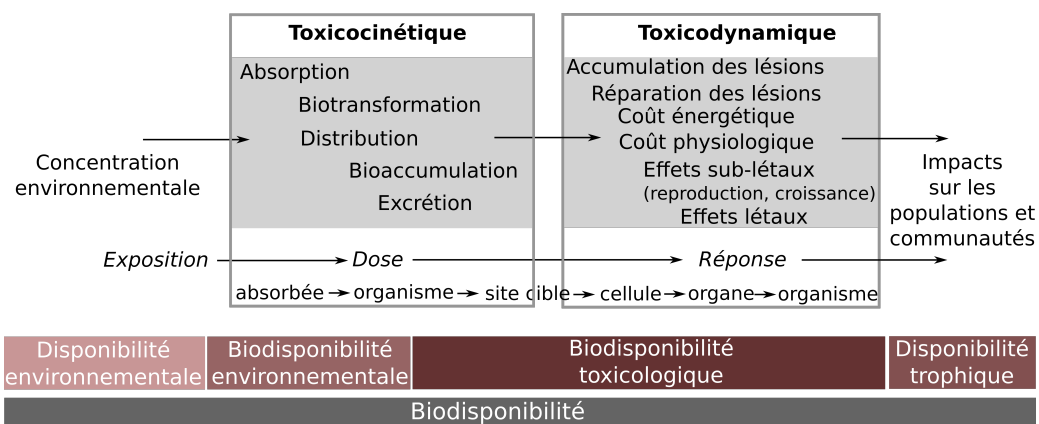 Toxicocinétique
Toxicodynamique
Concentration
environnementale
Absorption
Biotransformation
Distribution
Bioaccumulation
Excrétion
Accumulation des lésions
Réparation des lésions
Coût énergétique
Coût physiologique
Effets sub-létaux
(reproduction, croissance)
Effets létaux
Impacts
sur les
populations et
communautés
Exposition
Dose
Réponse
absorbée
organisme
site cible
cellule
organe
organisme
Disponibilité
environnementale
Biodisponibilité
environnementale
Biodisponibilité
toxicologique
Disponibilité
trophique
Biodisponibilité